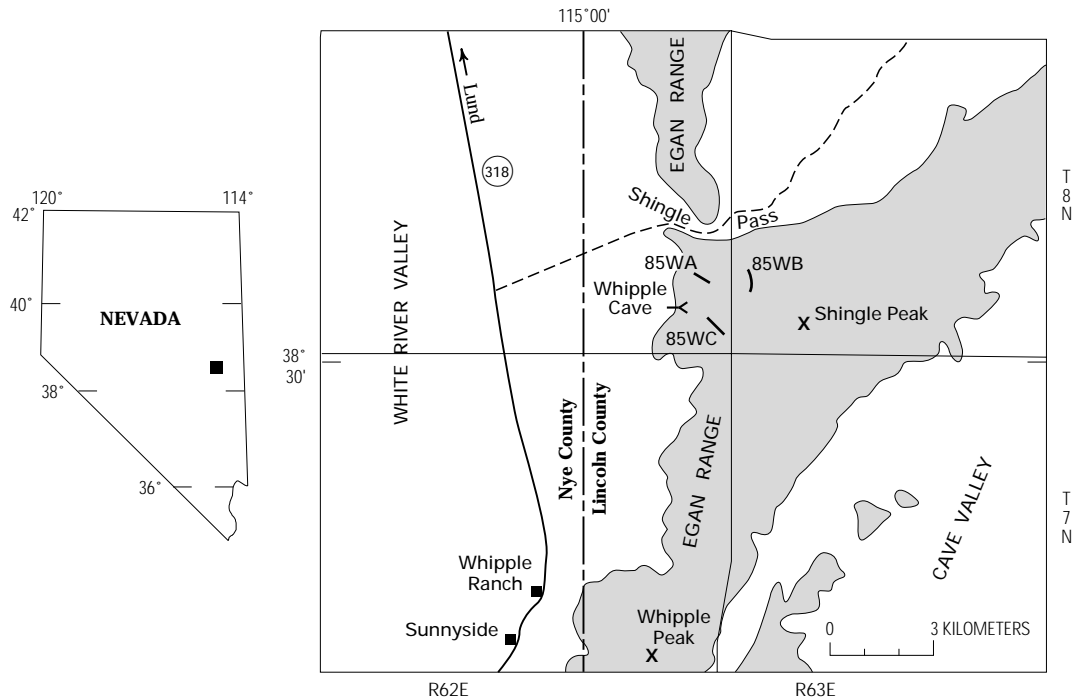 120°
114°
42°
40°
NEVADA
38°
36°
115°00'
Lund
318
EGAN RANGE
Shingle
Pass
T
8
N
WHITE RIVER VALLEY
85WA
85WB
Whipple
Cave
Shingle Peak
85WC
38°
30'
Nye County
Lincoln County
EGAN RANGE
CAVE VALLEY
T
7
N
Whipple
Ranch
Sunnyside
Whipple
Peak
X
X
0
3 KILOMETERS
R62E
R63E